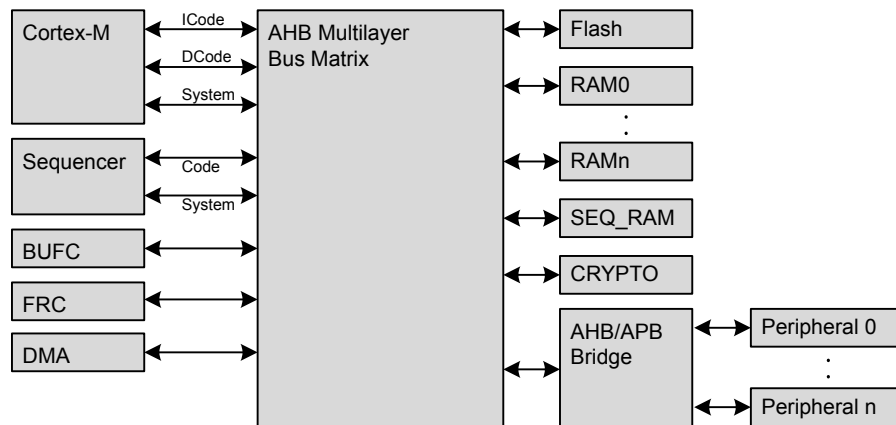 Cortex-M
ICode
DCode
System
Sequencer
Code
System
BUFC
FRC
DMA
AHB Multilayer
Bus Matrix
Flash
RAM0
:
RAMn
SEQ_RAM
CRYPTO
AHB/APB
Bridge
Peripheral 0
:
Peripheral n